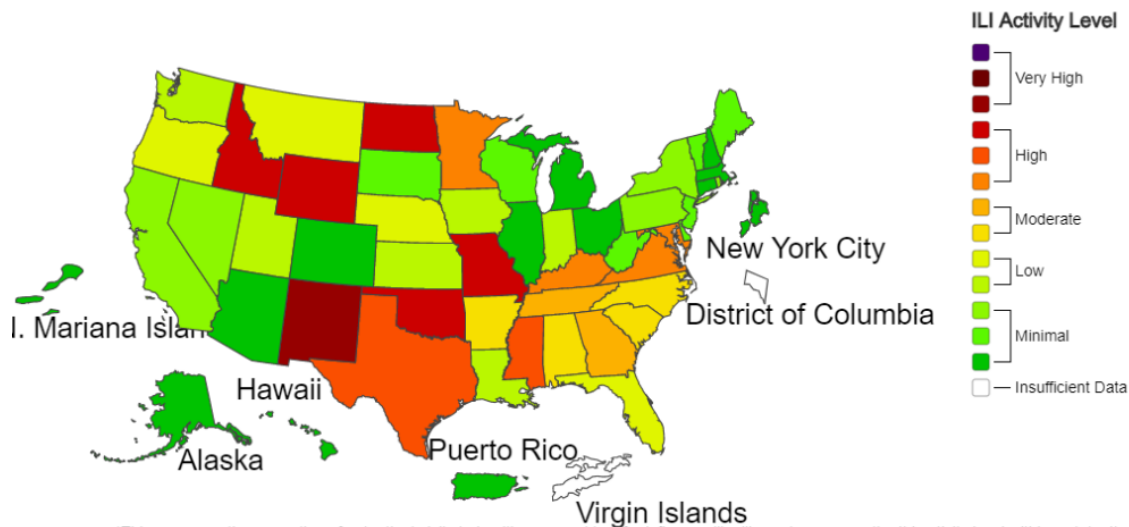 ILI Activity Level
Very High
High
Moderate
Low
Minimal
Insufficient Data
New York City
District of Columbia
I. Mariana Islan
Hawaii
Alaska
Puerto Rico
Virgin Islands